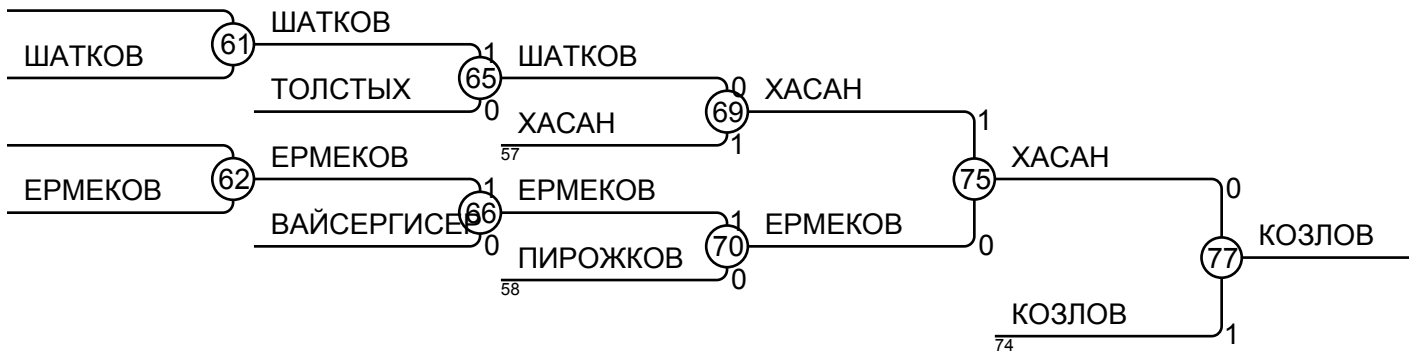 ШАТКОВ
61
ШАТКОВ
1
ТОЛСТЫХ
0
65
ШАТКОВ
0
ХАСАН
57
1
69
ХАСАН
1
ЕРМЕКОВ
62
ЕРМЕКОВ
1
ВАЙСЕРГИСЕР
0
66
ЕРМЕКОВ
1
ПИРОЖКОВ
58
0
70
ЕРМЕКОВ
0
75
ХАСАН
0
КОЗЛОВ
74
1
77
КОЗЛОВ